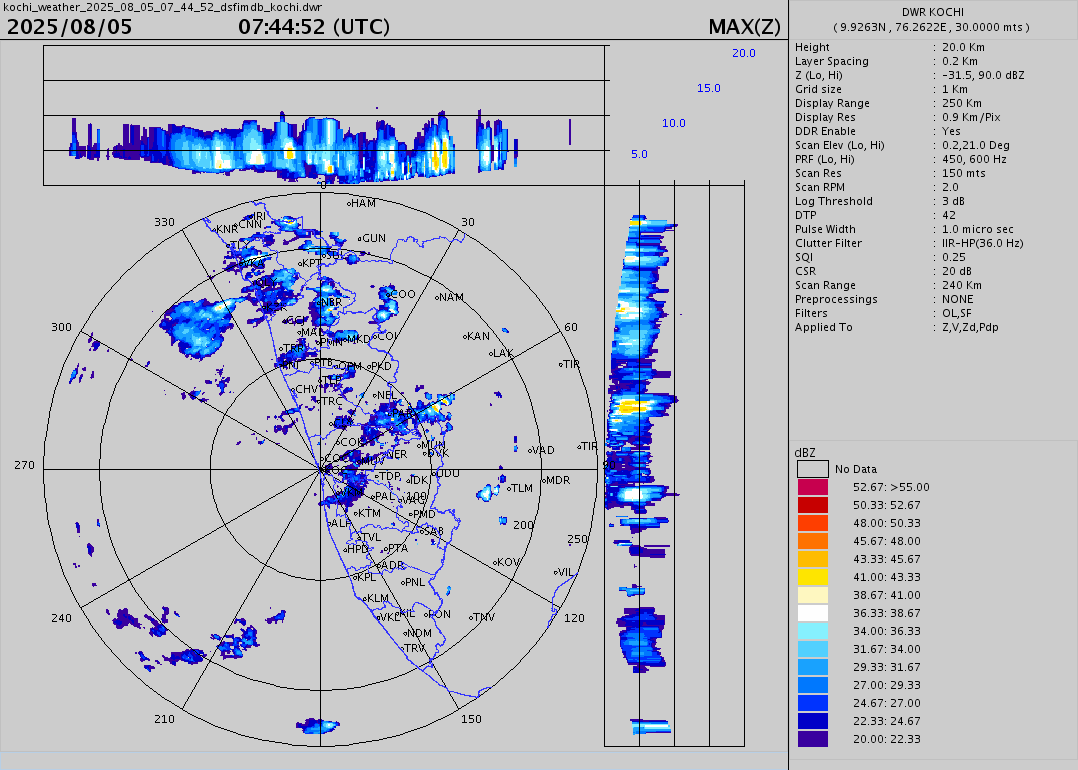 kochi_weather_2025_08_05_07_44_52_dsfimdb_kochi.dwr
2025/08/05 07:44:52 (UTC) MAX(Z)
20.0
15.0
10.0
5.0
0
HAM
330
30
IRI
CNN
KNR
GUN
TLY
KPT
COO
NAM
NBR
300
60
MAL
MKD
COI
KAN
PMN
LAK
TIR
PTB
OPM
PKD
CHV
NEL
TRC
COK
MUN
NER
DVK
VAD
TIR
270
90
TDP
IDK
UDU
MDR
PAL
100
VAG
TLM
KTM
PMD
ALP
SAB
200
TVL
250
HPD
PTA
ADR
KOV
KPL
PNL
VIL
KLM
240
VKL
KIL
PON
TNV
120
NDM
TRV
210
150
DWR KOCHI
( 9.9263N , 76.2622E , 30.0000 mts )
Height : 20.0 Km
Layer Spacing : 0.2 Km
Z (Lo, Hi) : -31.5, 90.0 dBZ
Grid size : 1 Km
Display Range : 250 Km
Display Res : 0.9 Km/Pix
DDR Enable : Yes
Scan Elev (Lo, Hi) : 0.2,21.0 Deg
PRF (Lo, Hi) : 450, 600 Hz
Scan Res : 150 mts
Scan RPM : 2.0
Log Threshold : 3 dB
DTP : 42
Pulse Width : 1.0 micro sec
Clutter Filter : IIR-HP(36.0 Hz)
SQI : 0.25
CSR : 20 dB
Scan Range : 240 Km
Preprocessings : NONE
Filters : OL,SF
Applied To : Z,V,Zd,Pdp
dBZ
No Data
52.67: >55.00
50.33: 52.67
48.00: 50.33
45.67: 48.00
43.33: 45.67
41.00: 43.33
38.67: 41.00
36.33: 38.67
34.00: 36.33
31.67: 34.00
29.33: 31.67
27.00: 29.33
24.67: 27.00
22.33: 24.67
20.00: 22.33